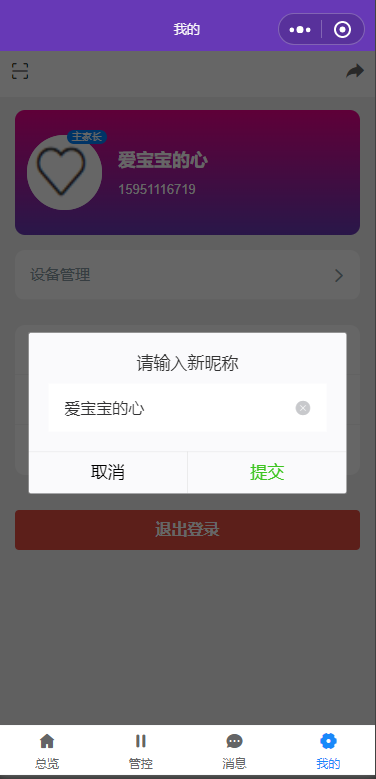 我的
主家长
爱宝宝的心
15951116719
设备管理
请输入新昵称
爱宝宝的心
取消
提交
退出登录
总览
管控
消息
我的